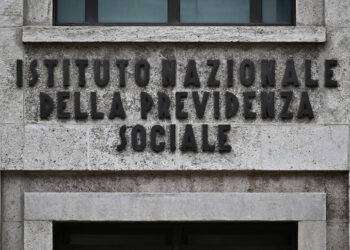 ISTITUTO NAZIONALE
DELLA PREVIDENZA
SOCIALE